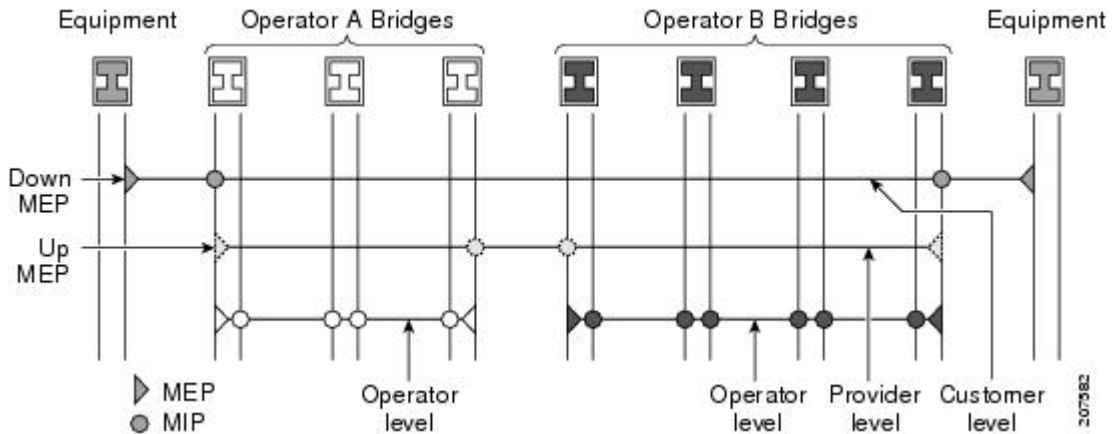 Equipment
Operator A Bridges
Operator B Bridges
Equipment
Down
MEP
Up
MEP
MEP
MIP
Operator
level
Operator
level
Provider
level
Customer
level
207582